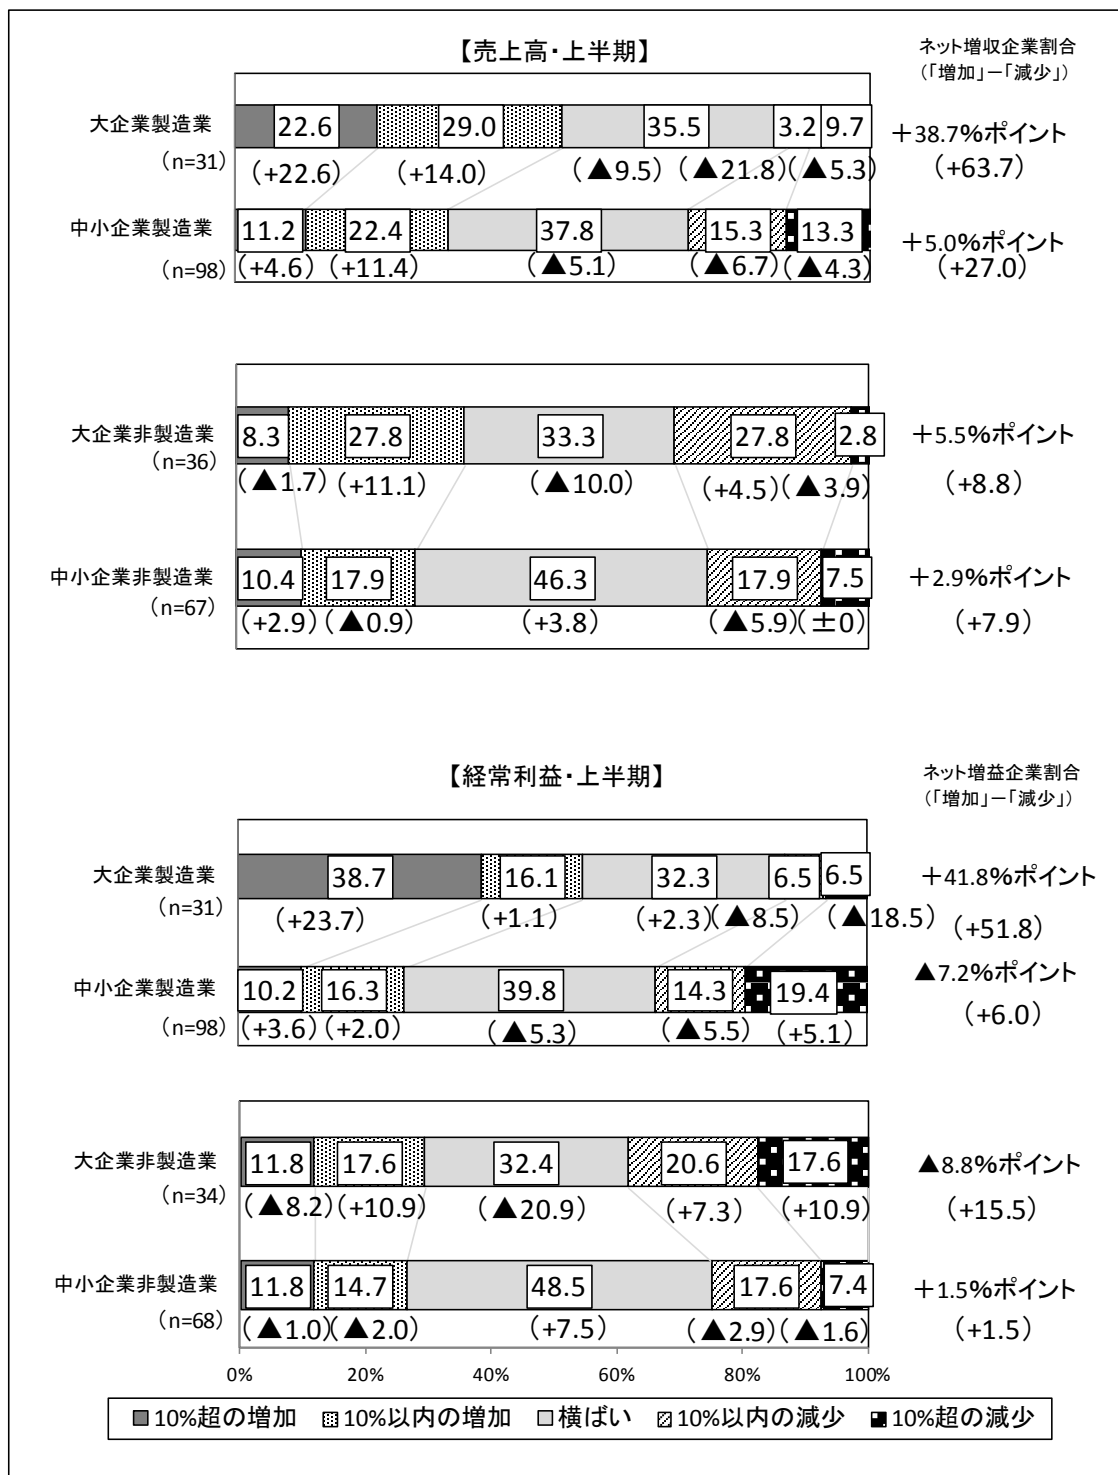 【売上高・上半期】
ネット増収企業割合
（「増加」－「減少」）
大企業製造業
（n=31）
22.6 29.0 35.5 3.2 9.7
＋38.7%ポイント
（+22.6） （+14.0） （▲9.5） （▲21.8） （▲5.3）
（+63.7）
中小企業製造業
（n=98）
11.2 22.4 37.8 15.3 13.3
＋5.0%ポイント
（+4.6） （+11.4） （▲5.1） （▲6.7） （▲4.3）
（+27.0）
大企業非製造業
（n=36）
8.3 27.8 33.3 27.8 2.8
＋5.5%ポイント
（▲1.7） （+11.1） （▲10.0） （+4.5） （▲3.9）
（+8.8）
中小企業非製造業
（n=67）
10.4 17.9 46.3 17.9 7.5
＋2.9%ポイント
（+2.9） （▲0.9） （+3.8） （▲5.9） （±0）
（+7.9）
【経常利益・上半期】
ネット増益企業割合
（「増加」－「減少」）
大企業製造業
（n=31）
38.7 16.1 32.3 6.5 6.5
＋41.8%ポイント
（+23.7） （+1.1） （+2.3） （▲8.5） （▲18.5）
（+51.8）
中小企業製造業
（n=98）
10.2 16.3 39.8 14.3 19.4
▲7.2%ポイント
（+3.6） （+2.0） （▲5.3） （▲5.5） （+5.1）
（+6.0）
大企業非製造業
（n=34）
11.8 17.6 32.4 20.6 17.6
▲8.8%ポイント
（▲8.2） （+10.9） （▲20.9） （+7.3） （+10.9）
（+15.5）
中小企業非製造業
（n=68）
11.8 14.7 48.5 17.6 7.4
＋1.5%ポイント
（▲1.0） （▲2.0） （+7.5） （▲2.9） （▲1.6）
（+1.5）
0% 20% 40% 60% 80% 100%
10%超の増加 10%以内の増加 横ばい 10%以内の減少 10%超の減少